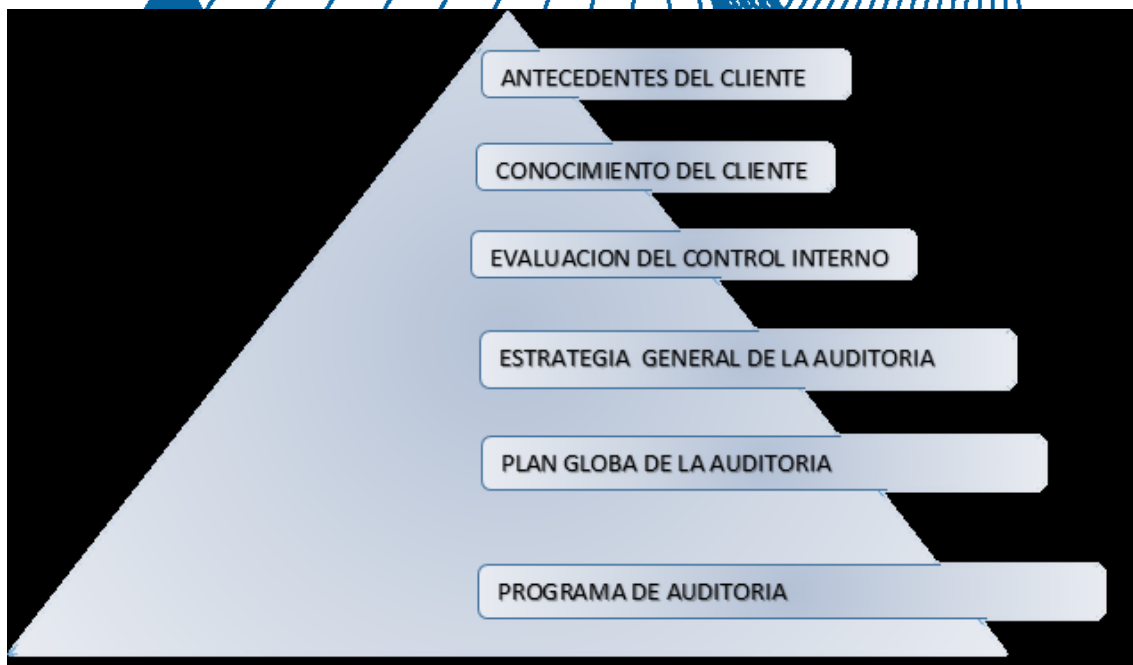 ANTECEDENTES DEL CLIENTE
CONOCIMIENTO DEL CLIENTE
EVALUACION DEL CONTROL INTERNO
ESTRATEGIA GENERAL DE LA AUDITORIA
PLAN GLOBA DE LA AUDITORIA
PROGRAMA DE AUDITORIA